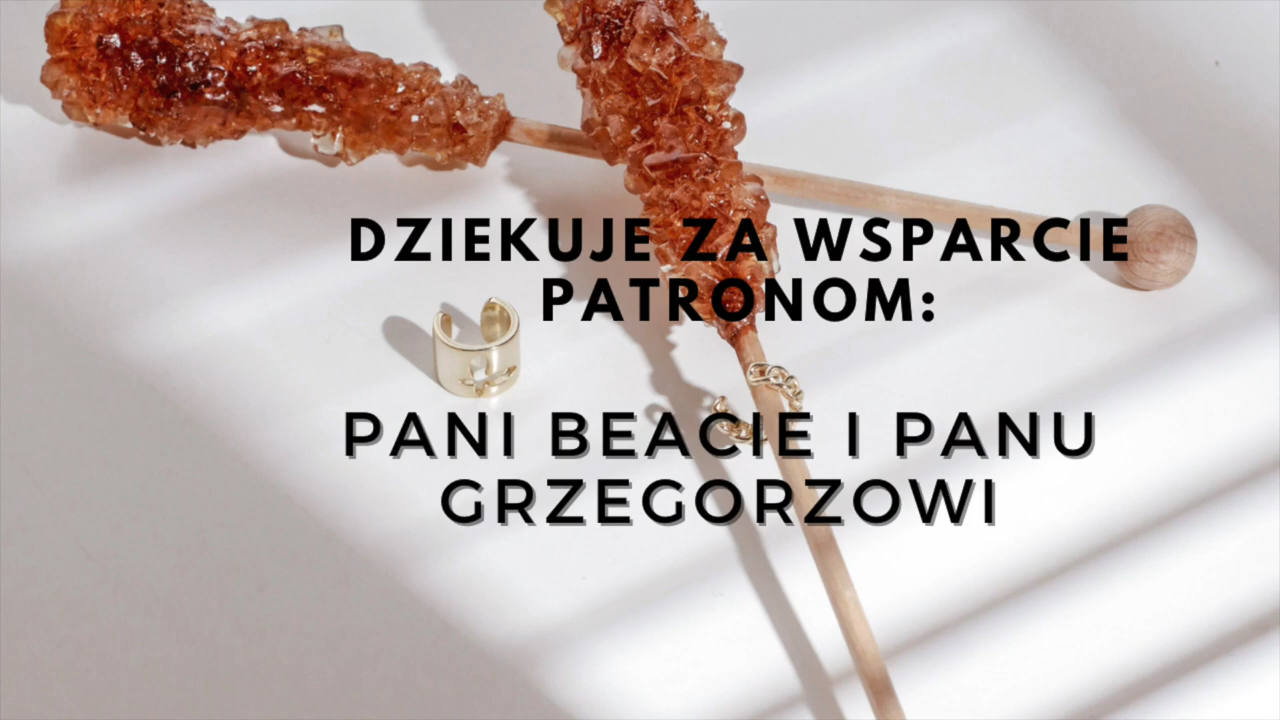 DZIEKUJE ZA WSPARCIE
PATRONOM:
PANI BEACIE I PANU
GRZEGORZOWI